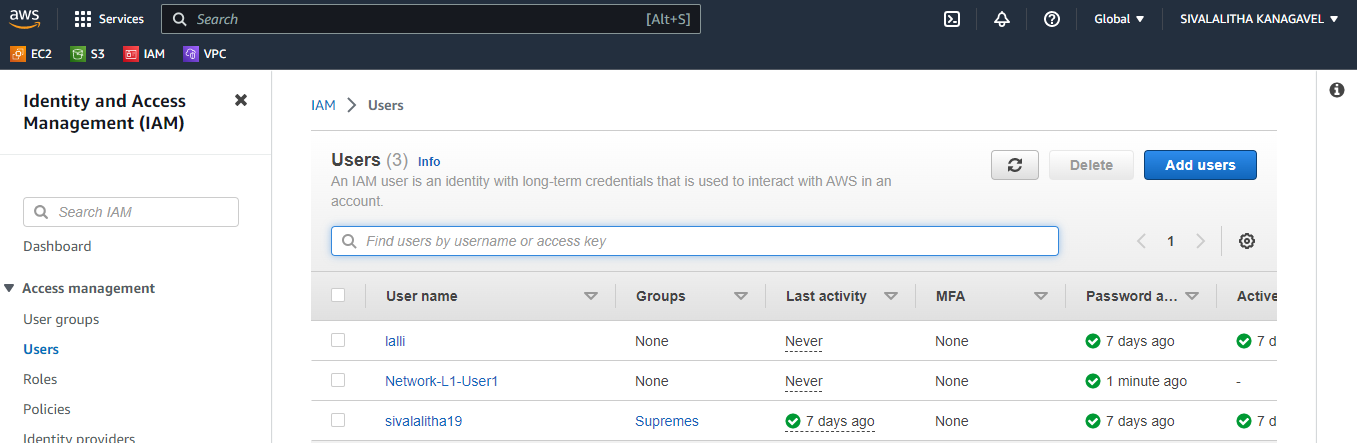 aws Services Search [Alt+S] Global SIVALALITHA KANAGAVEL
EC2 S3 IAM VPC
Identity and Access
Management (IAM)
Search IAM
Dashboard
Access management
User groups
Users
Roles
Policies
Identity providers
IAM > Users
Users (3) Info
An IAM user is an identity with long-term credentials that is used to interact with AWS in an
account.
Delete
Add users
Find users by username or access key
1
User name Groups Last activity MFA Password a... Active
lalli None Never None 7 days ago 7 d
Network-L1-User1 None Never None 1 minute ago -
sivalalitha19 Supremes 7 days ago None 7 days ago 7 d